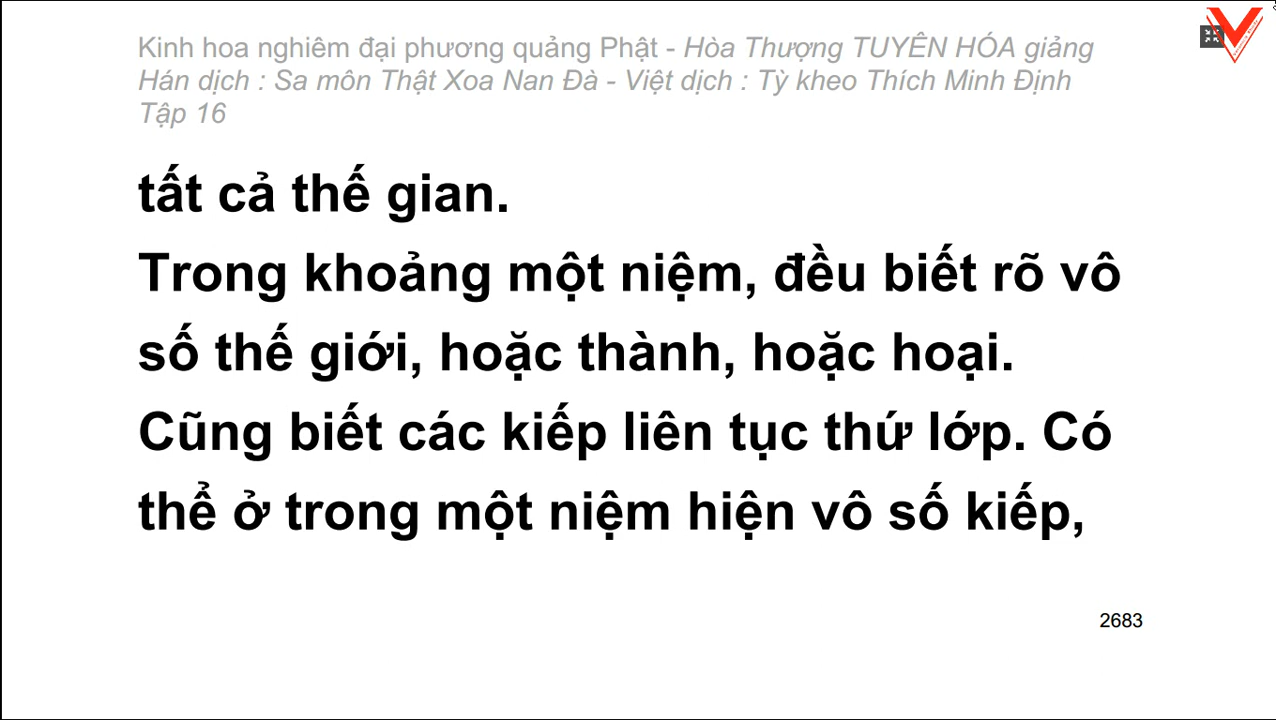 Kinh hoa nghiêm đại phương quảng Phật - Hòa Thượng TUYÊN HÓA giảng
Hán dịch : Sa môn Thật Xoa Nan Đà - Việt dịch : Tỳ kheo Thích Minh Định
Tập 16
tất cả thế gian.
Trong khoảng một niệm, đều biết rõ vô
số thế giới, hoặc thành, hoặc hoại.
Cũng biết các kiếp liên tục thứ lớp. Có
thể ở trong một niệm hiện vô số kiếp,
2683